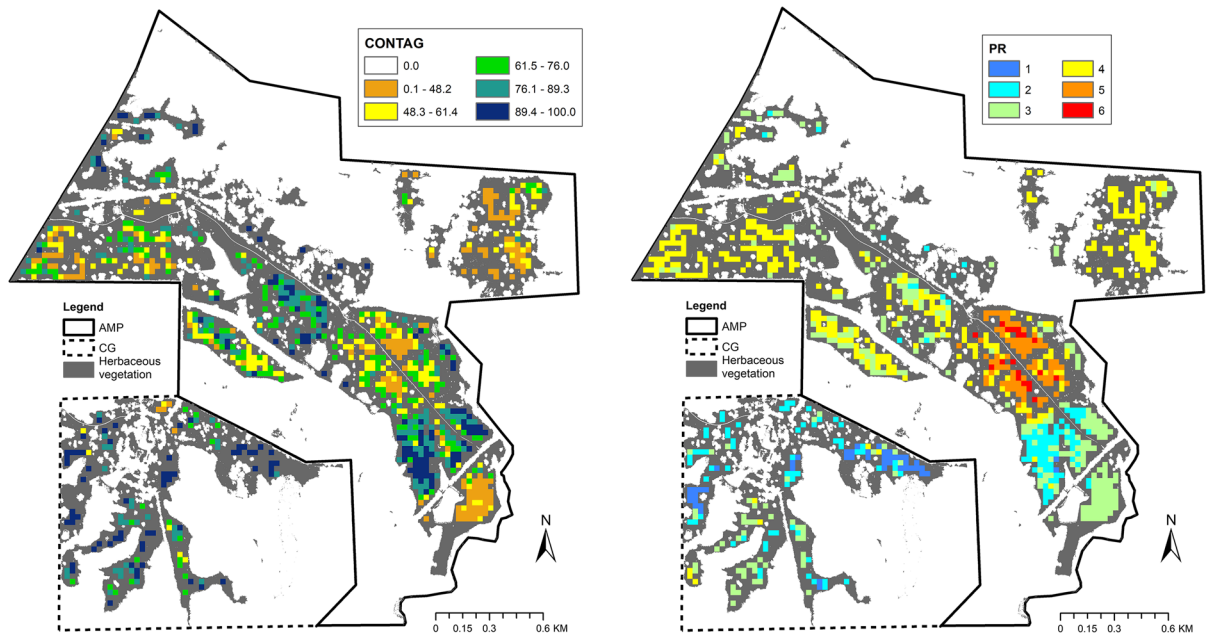 CONTAG
0.0
61.5 - 76.0
0.1 - 48.2
76.1 - 89.3
48.3 - 61.4
89.4 - 100.0
Legend
AMP
CG
Herbaceous
vegetation
N
0 0.15 0.3 0.6 KM
PR
1
4
2
5
3
6
Legend
AMP
CG
Herbaceous
vegetation
N
0 0.15 0.3 0.6 KM